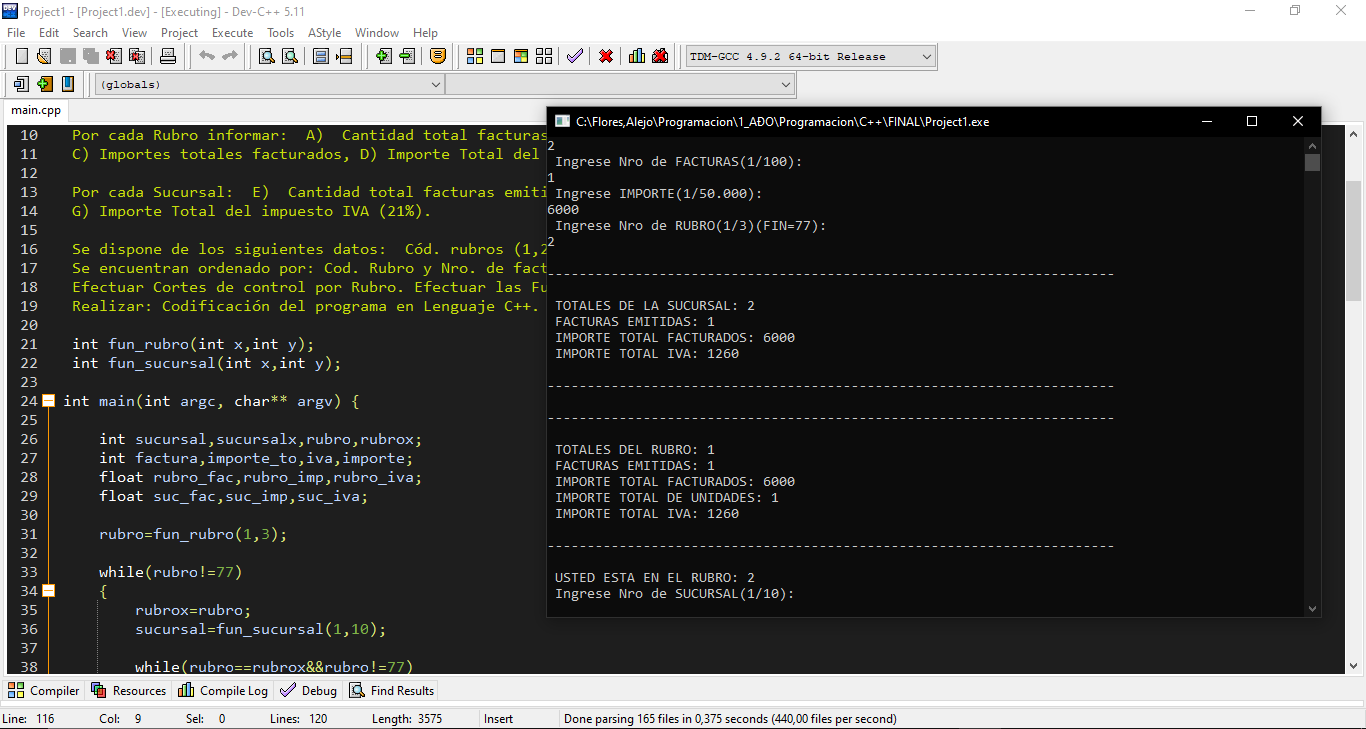 Project1 - [Project1.dev] - [Executing] - Dev-C++ 5.11
File Edit Search View Project Execute Tools AStyle Window Help
TDM-GCC 4.9.2 64-bit Release
(globals)
main.cpp
10 Por cada Rubro informar: A) Cantidad total facturas
11 C) Importes totales facturados, D) Importe Total del
12
13 Por cada Sucursal: E) Cantidad total facturas emiti
14 G) Importe Total del impuesto IVA (21%).
15
16 Se dispone de los siguientes datos: Cód. rubros (1,2
17 Se encuentran ordenado por: Cod. Rubro y Nro. de fact
18 Efectuar Cortes de control por Rubro. Efectuar las Fu
19 Realizar: Codificación del programa en Lenguaje C++.
20
21 int fun_rubro(int x,int y);
22 int fun_sucursal(int x,int y);
23
24 int main(int argc, char** argv) {
25
26 int sucursal,sucursalx,rubro,rubrox;
27 int factura,importe_to,iva,importe;
28 float rubro_fac,rubro_imp,rubro_iva;
29 float suc_fac,suc_imp,suc_iva;
30
31 rubro=fun_rubro(1,3);
32
33 while(rubro!=77)
34 {
35 rubrox=rubro;
36 sucursal=fun_sucursal(1,10);
37
38 while(rubro==rubrox&&rubro!=77)
C:\Flores,Alejo\Programacion\1_AÐO\Programacion\C++\FINAL\Project1.exe
2
Ingrese Nro de FACTURAS(1/100):
1
Ingrese IMPORTE(1/50.000):
6000
Ingrese Nro de RUBRO(1/3)(FIN=77):
2
-----------------------------------------------------------------------
TOTALES DE LA SUCURSAL: 2
FACTURAS EMITIDAS: 1
IMPORTE TOTAL FACTURADOS: 6000
IMPORTE TOTAL IVA: 1260
-----------------------------------------------------------------------
-----------------------------------------------------------------------
TOTALES DEL RUBRO: 1
FACTURAS EMITIDAS: 1
IMPORTE TOTAL FACTURADOS: 6000
IMPORTE TOTAL DE UNIDADES: 1
IMPORTE TOTAL IVA: 1260
-----------------------------------------------------------------------
USTED ESTA EN EL RUBRO: 2
Ingrese Nro de SUCURSAL(1/10):
Compiler Resources Compile Log Debug Find Results
Line: 116 Col: 9 Sel: 0 Lines: 120 Length: 3575 Insert Done parsing 165 files in 0,375 seconds (440,00 files per second)